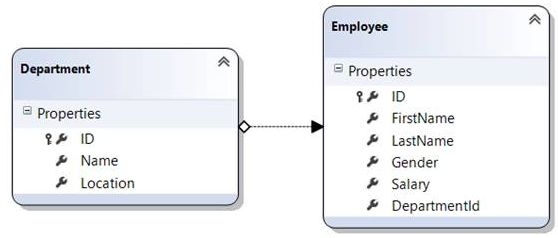 Department
Properties
ID
Name
Location
Employee
Properties
ID
FirstName
LastName
Gender
Salary
DepartmentId